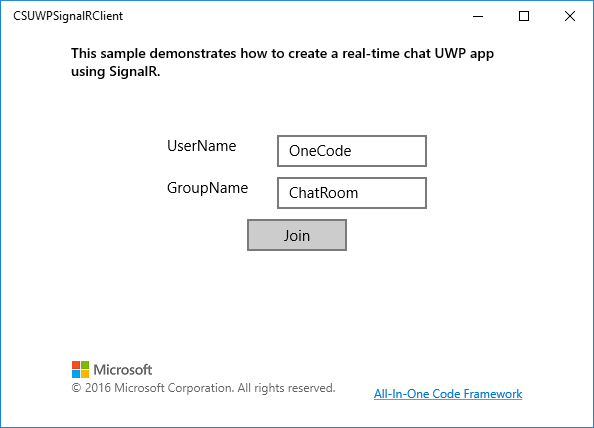 CSUWPSignalRClient
This sample demonstrates how to create a real-time chat UWP app
using SignalR.
UserName
OneCode
GroupName
ChatRoom
Join
Microsoft
© 2016 Microsoft Corporation. All rights reserved.
All-In-One Code Framework